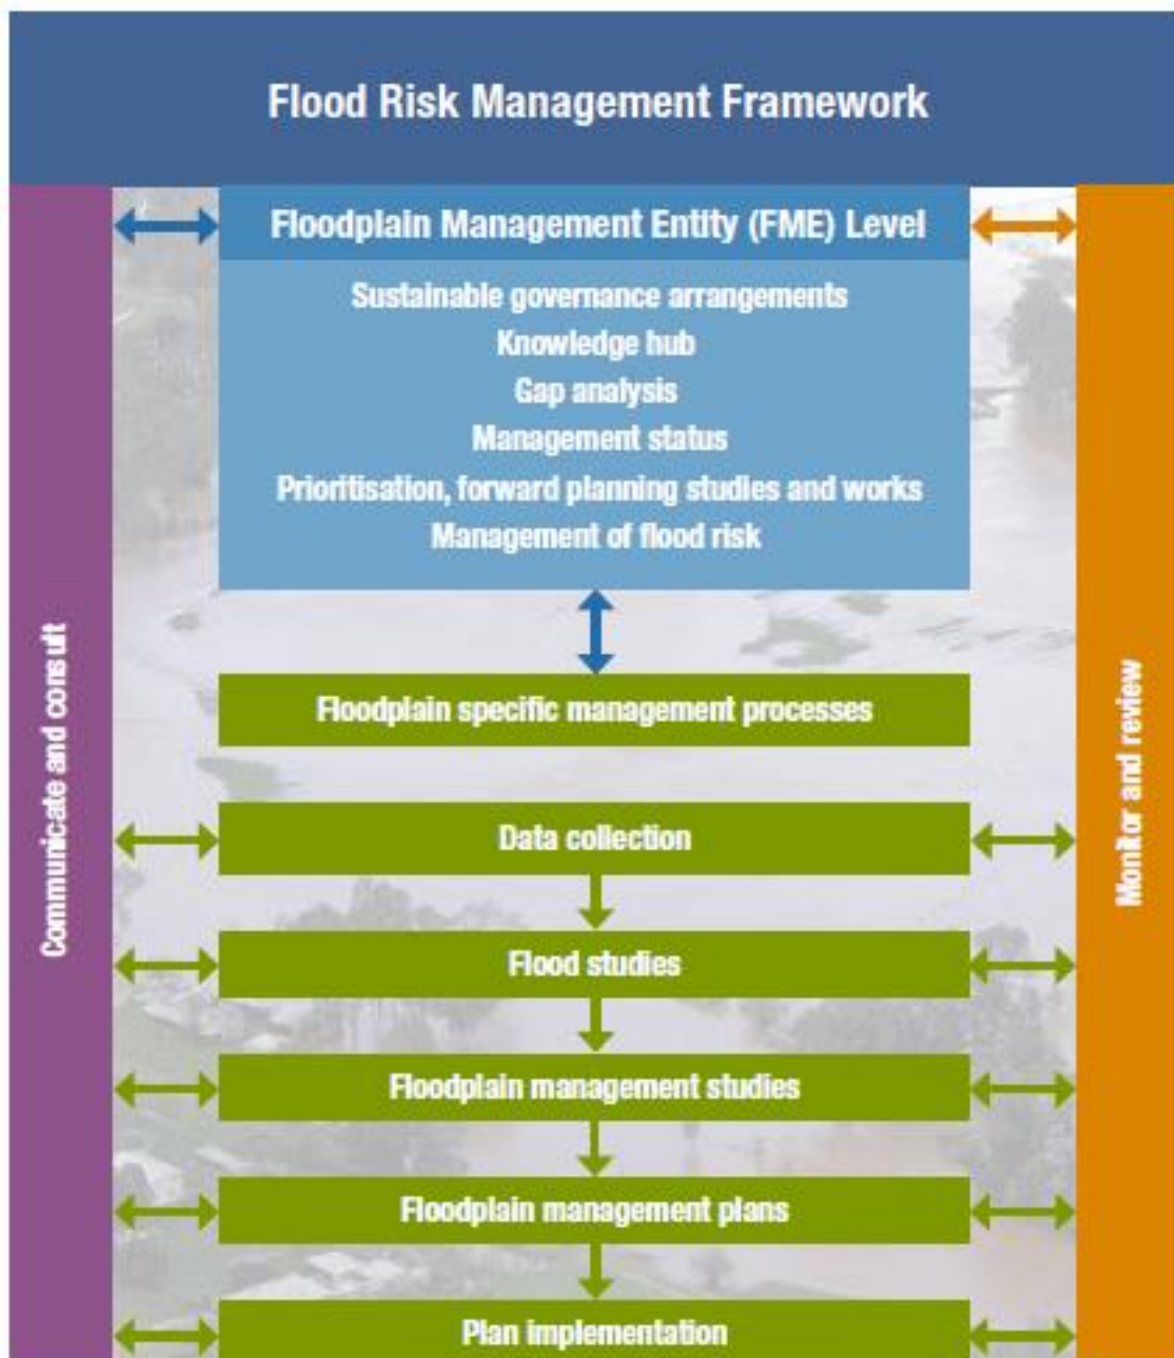 Flood Risk Management Framework
Floodplain Management Entity (FME) Level
Sustainable governance arrangements
Knowledge hub
Gap analysis
Management status
Prioritisation, forward planning studies and works
Management of flood risk
Communicate and consult
Monitor and review
Floodplain specific management processes
Data collection
Flood studies
Floodplain management studies
Floodplain management plans
Plan implementation